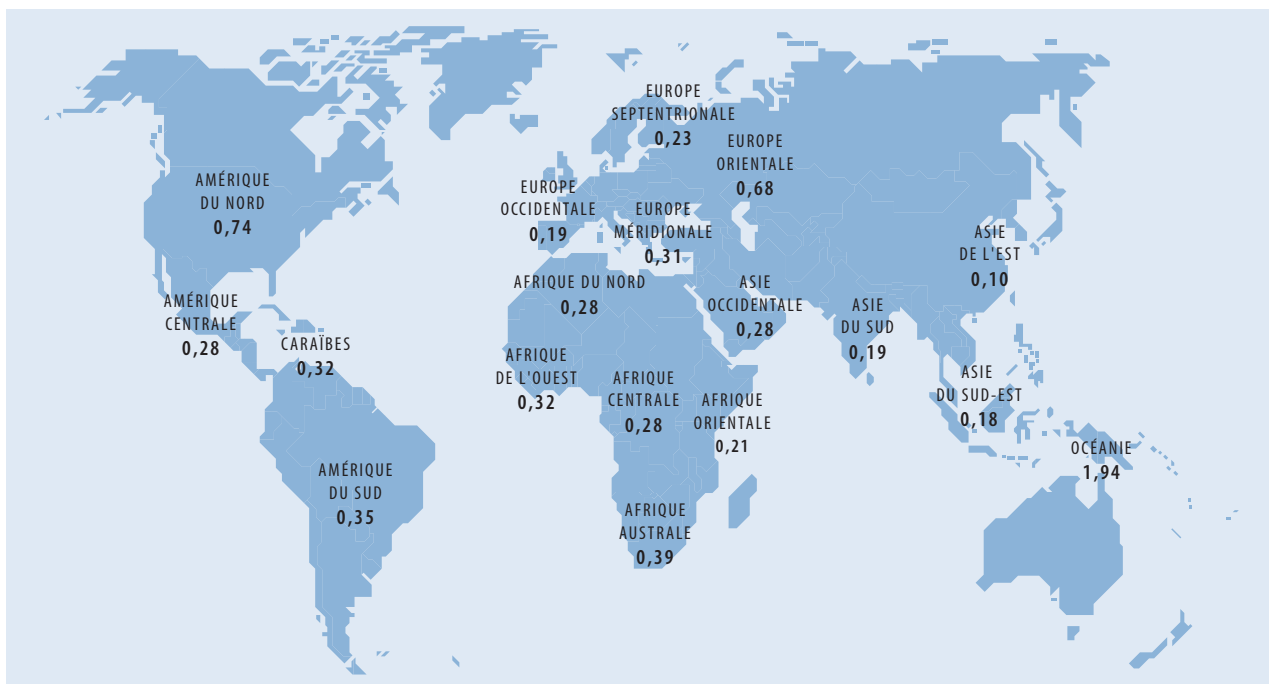 EUROPE
SEPTENTRIONALE
0,23
EUROPE
ORIENTALE
0,68
AMÉRIQUE
DU NORD
0,74
EUROPE
OCCIDENTALE
0,19
EUROPE
MÉRIDIONALE
0,31
ASIE
DE L'EST
0,10
AFRIQUE DU NORD
0,28
ASIE
OCCIDENTALE
0,28
AMÉRIQUE
CENTRALE
0,28
ASIE
DU SUD
0,19
CARAÏBES
0,32
AFRIQUE
DE L'OUEST
0,32
AFRIQUE
CENTRALE
0,28
AFRIQUE
ORIENTALE
0,21
ASIE
DU SUD-EST
0,18
OCÉANIE
1,94
AMÉRIQUE
DU SUD
0,35
AFRIQUE
AUSTRALE
0,39